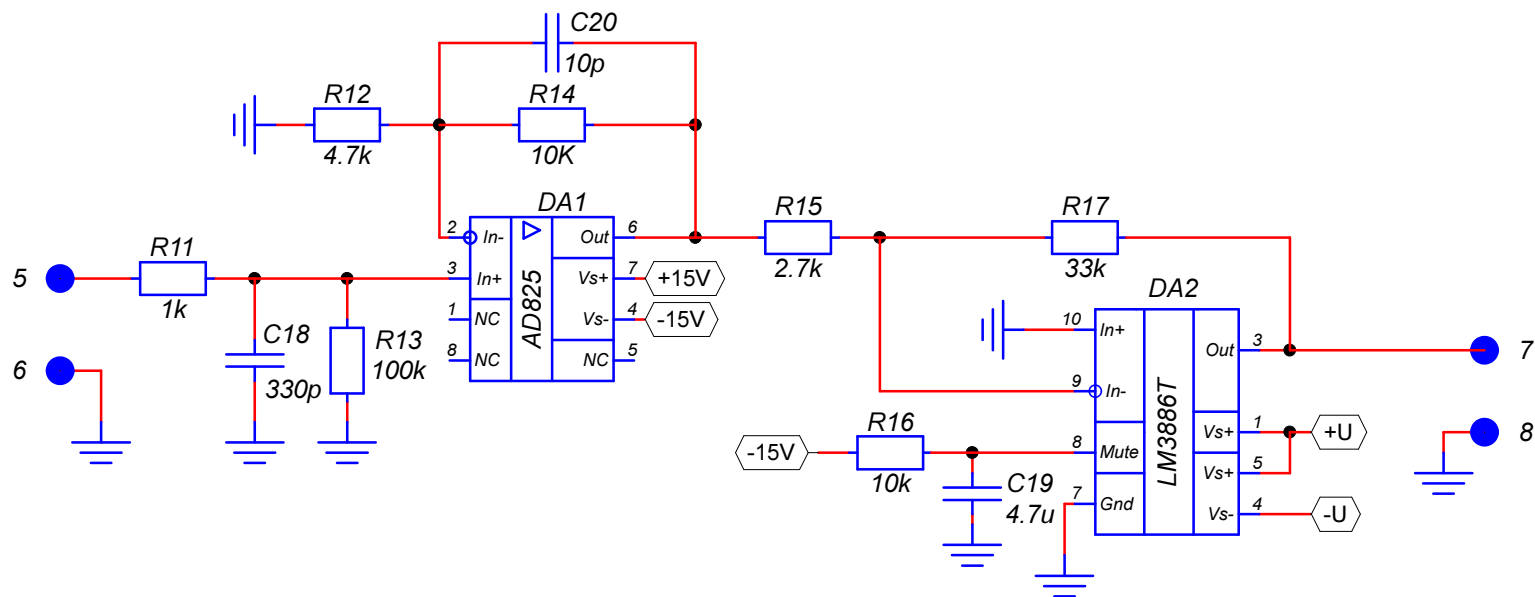 C20
10p
R12
4.7k
R14
10K
DA1
2
In-
3
In+
1
NC
8
NC
AD825
Out
6
Vs+
7
+15V
Vs-
4
-15V
NC
5
5
R11
1k
6
C18
330p
R13
100k
R15
2.7k
R17
33k
DA2
10
In+
9
In-
8
Mute
7
Gnd
LM3886T
Out
3
7
Vs+
1
+U
Vs+
5
Vs-
4
-U
8
-15V
R16
10k
C19
4.7u